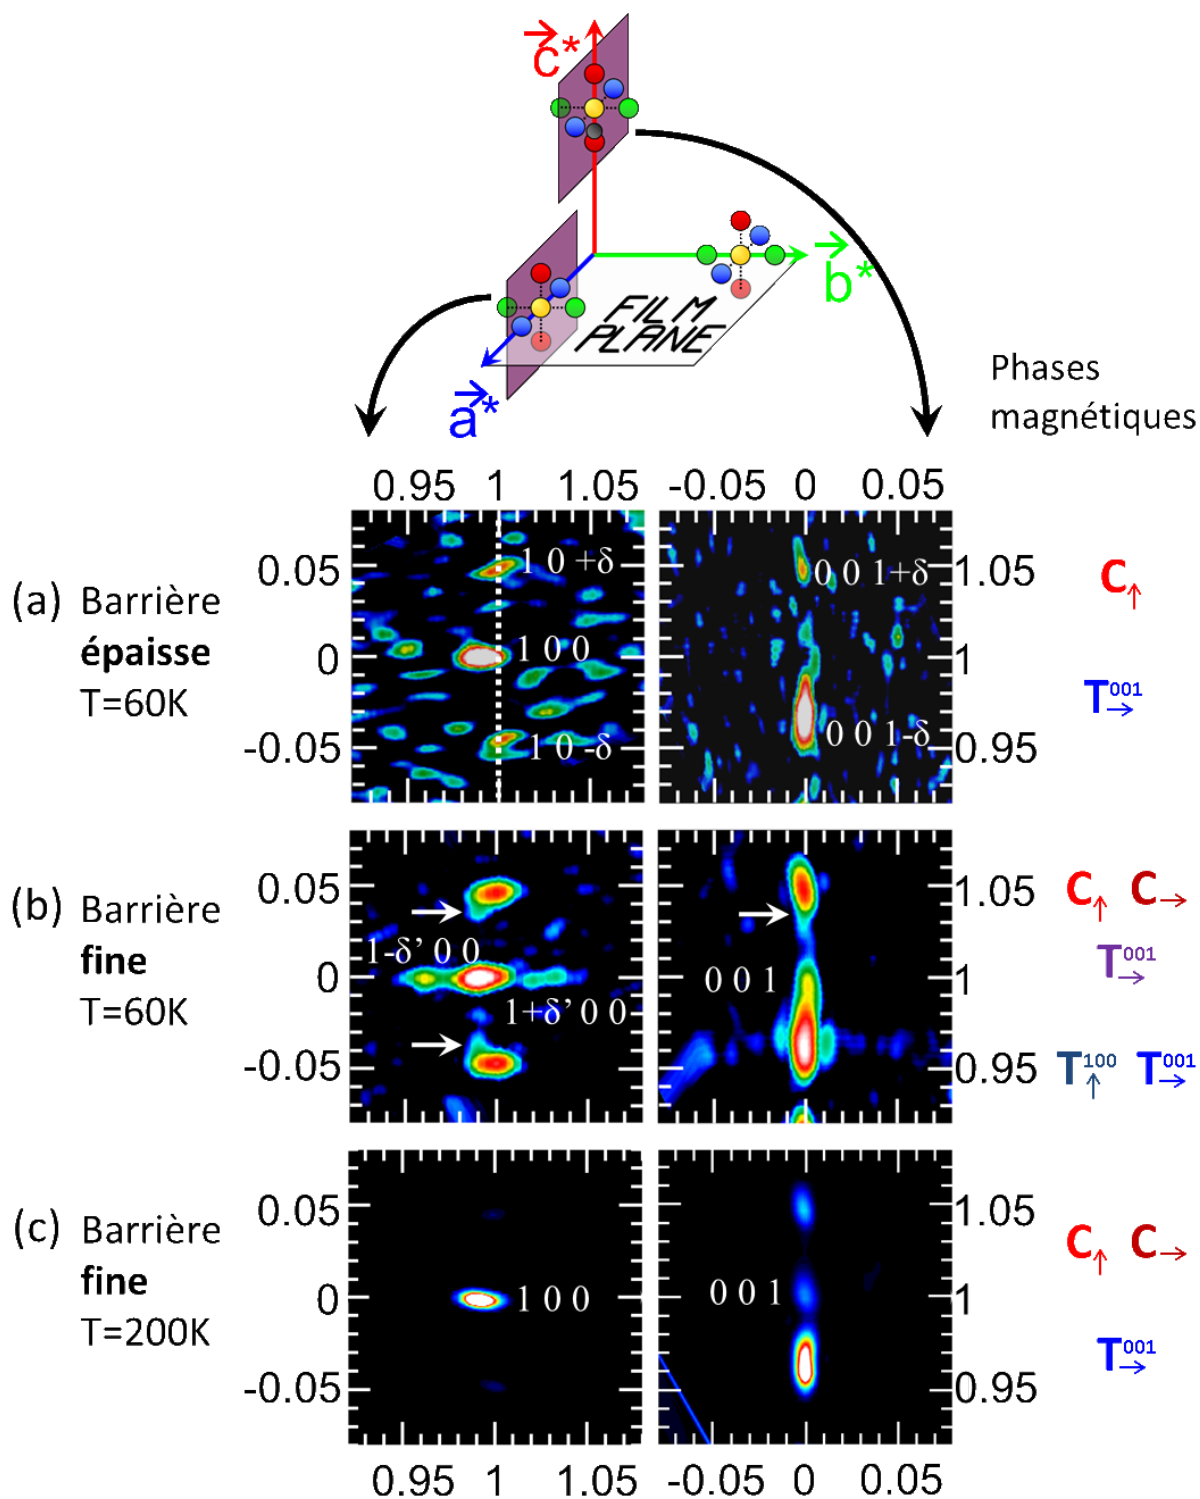 c*
b*
a*
FILM
PLANE
Phases
magnétiques
0.95 1 1.05
-0.05 0 0.05
(a) Barrière
épaisse
T=60K
0.05
0
-0.05
1 0 +δ
1 0 0
1 0 -δ
0 0 1+δ
0 0 1-δ
1.05
1
0.95
C↑
T→001
(b) Barrière
fine
T=60K
0.05
0
-0.05
1-δ’ 0 0
1+δ’ 0 0
0 0 1
1.05
1
0.95
C↑ C→
T→001
T↑100 T→001
(c) Barrière
fine
T=200K
0.05
0
-0.05
1 0 0
0 0 1
1.05
1
0.95
C↑ C→
T→001
0.95 1 1.05
-0.05 0 0.05